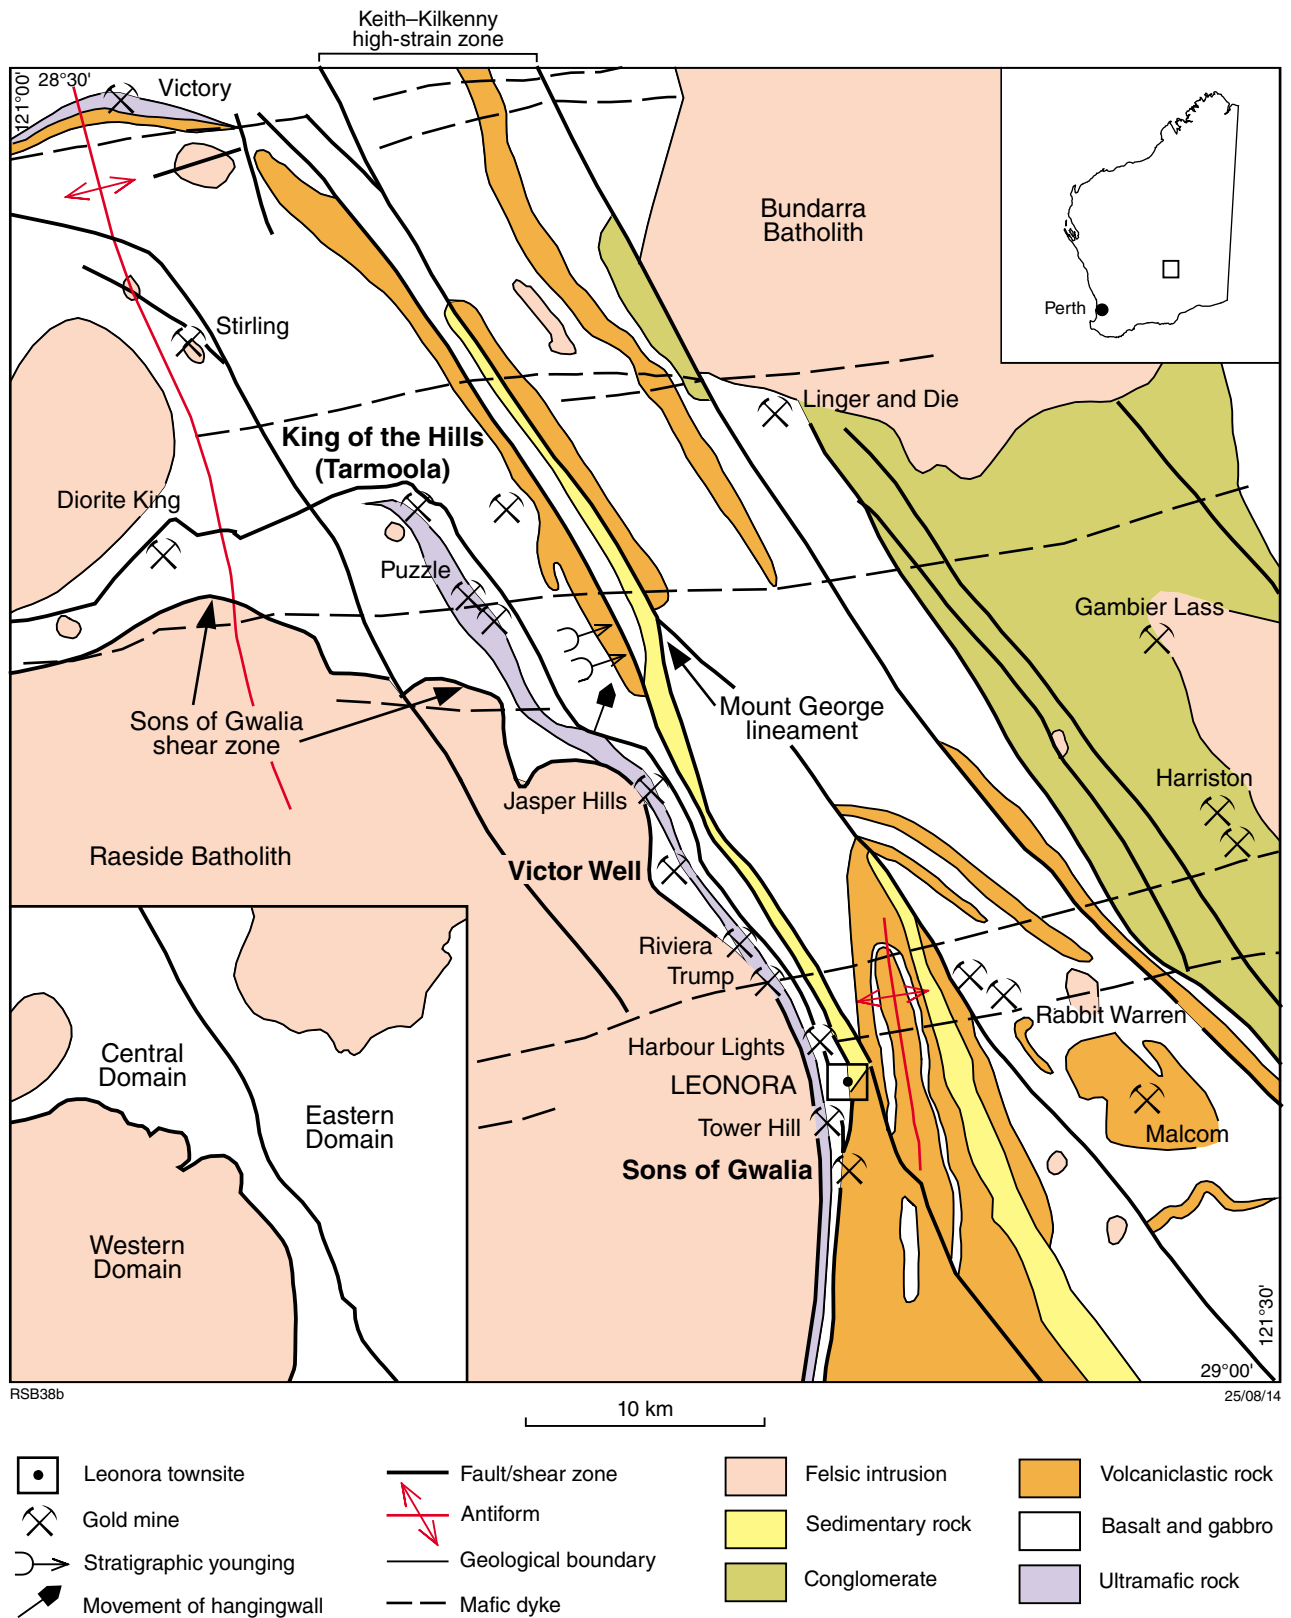 Keith–Kilkenny
high-strain zone
28°30'
121°00'
Victory
Bundarra
Batholith
Perth
Stirling
Linger and Die
King of the Hills
(Tarmoola)
Diorite King
Puzzle
Gambier Lass
Sons of Gwalia
shear zone
Mount George
lineament
Harriston
Jasper Hills
Raeside Batholith
Victor Well
Riviera
Trump
Rabbit Warren
Harbour Lights
LEONORA
Central
Domain
Eastern
Domain
Tower Hill
Malcom
Sons of Gwalia
Western
Domain
121°30'
29°00'
RSB38b
25/08/14
10 km
Leonora townsite
Gold mine
Stratigraphic younging
Movement of hangingwall
Fault/shear zone
Antiform
Geological boundary
Mafic dyke
Felsic intrusion
Sedimentary rock
Conglomerate
Volcaniclastic rock
Basalt and gabbro
Ultramafic rock